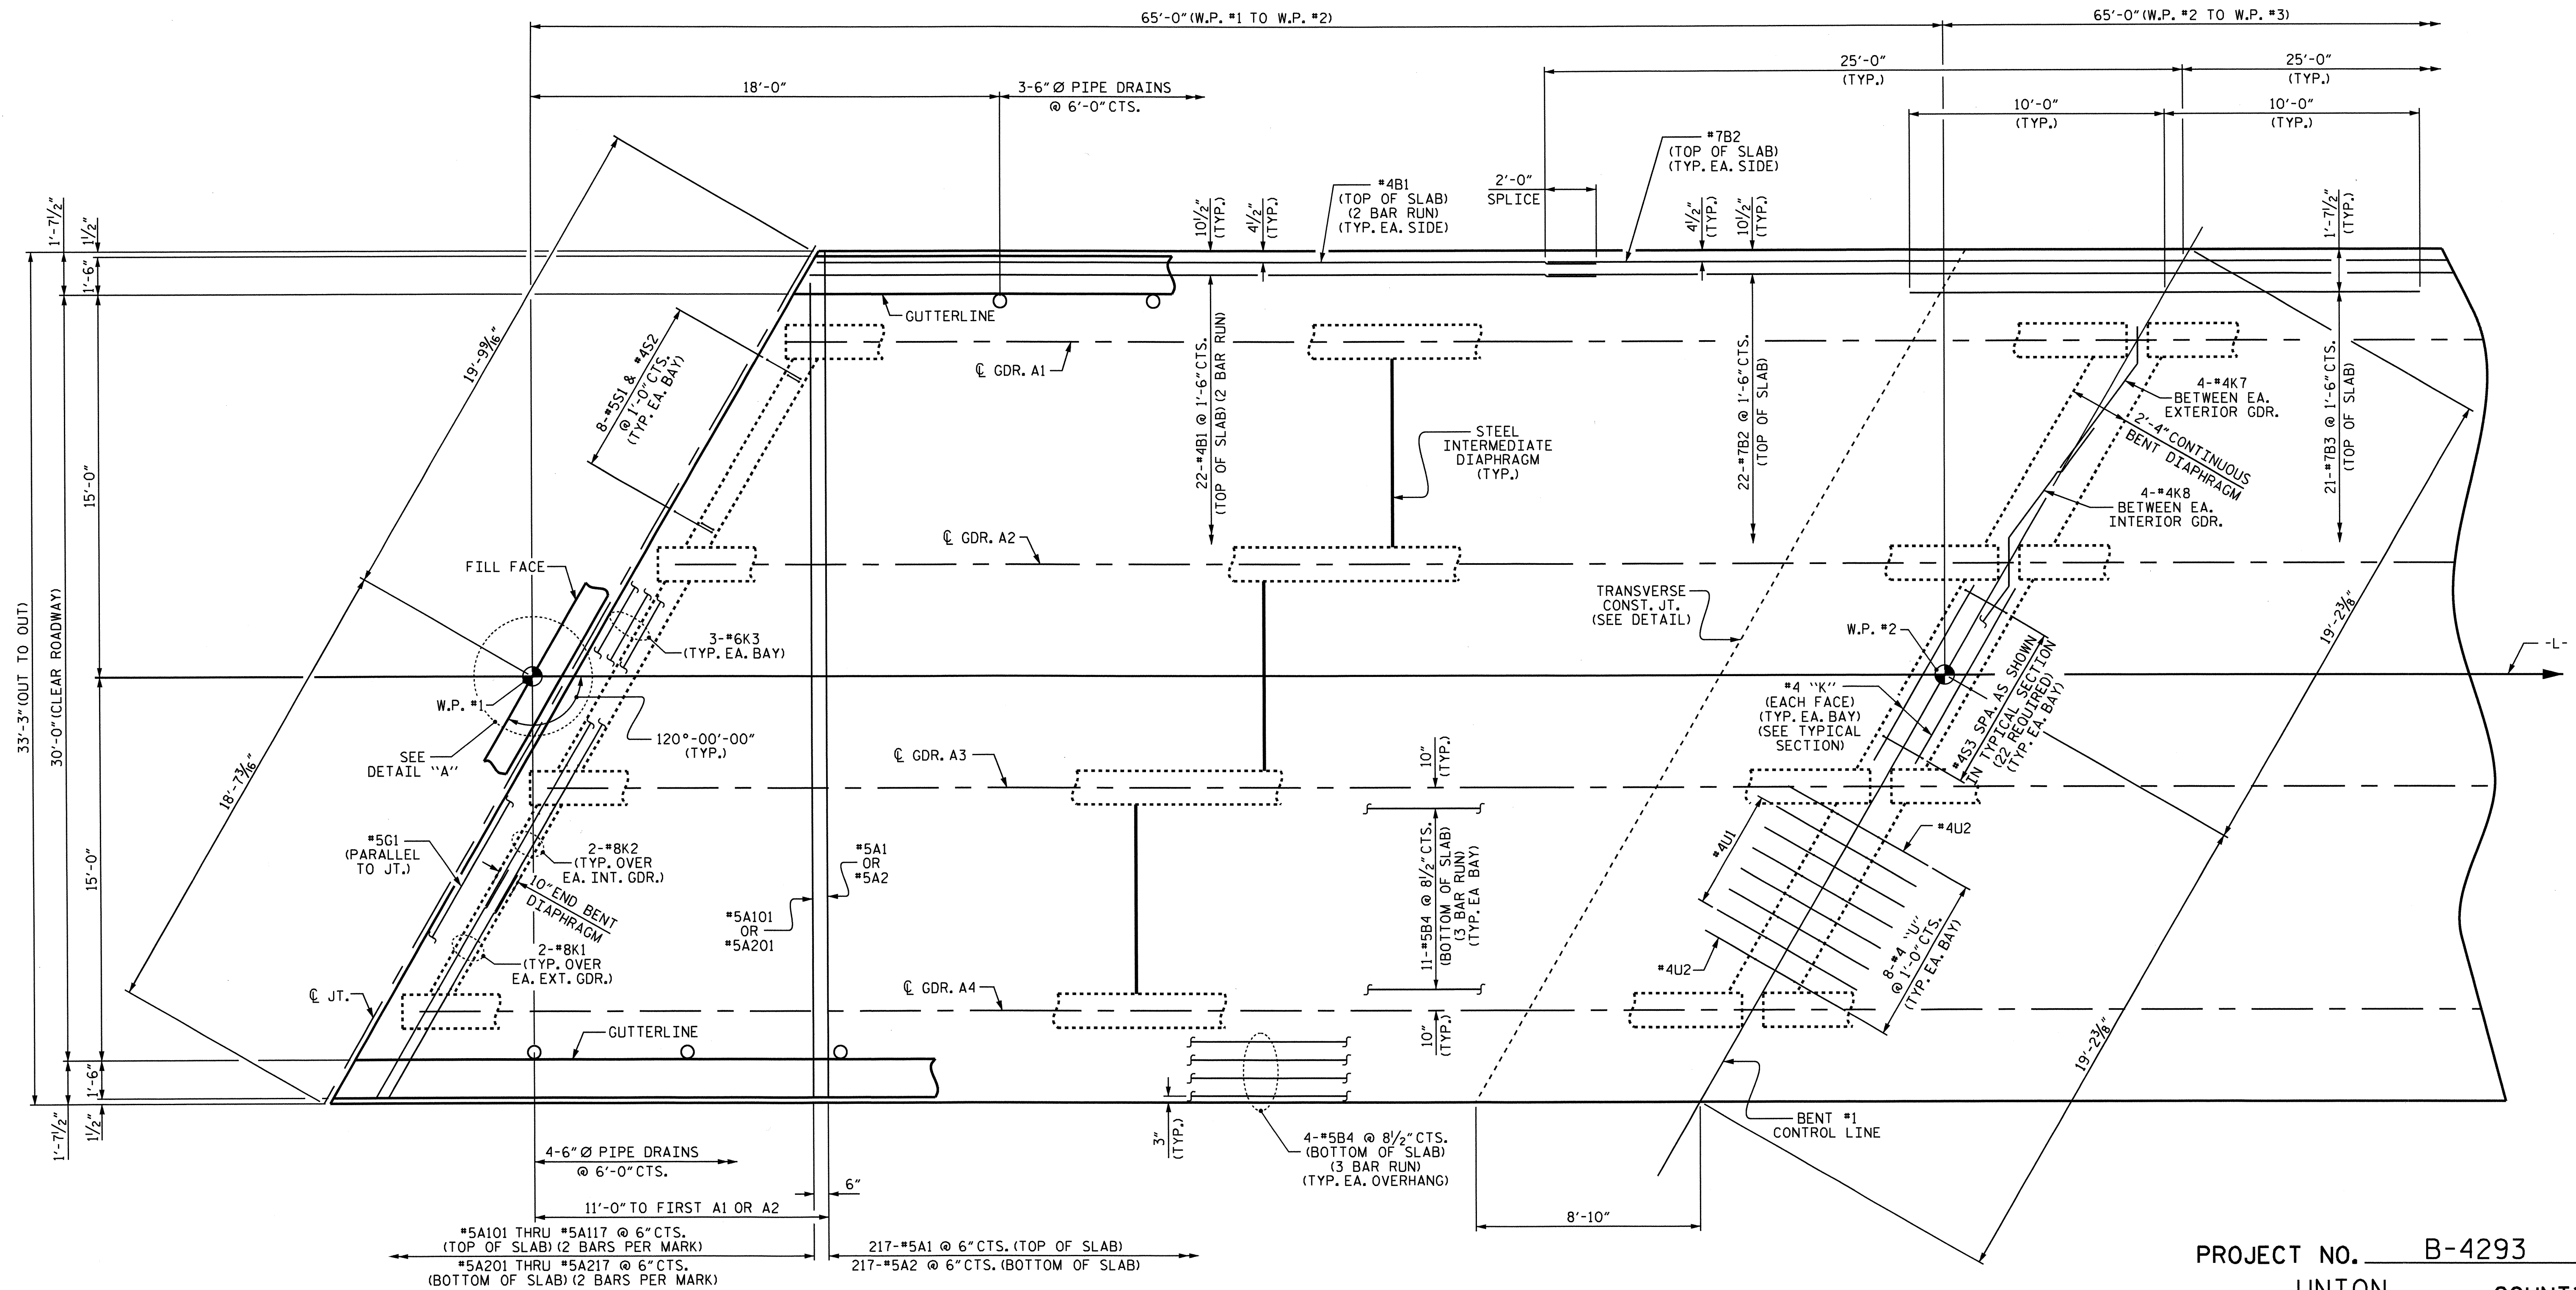 65'-0" (W.P. #1 TO W.P. #2)
65'-0" (W.P. #2 TO W.P. #3)
25'-0"
(TYP.)
25'-0"
(TYP.)
18'-0"
3-6" Ø PIPE DRAINS
@ 6'-0" CTS.
10'-0"
(TYP.)
10'-0"
(TYP.)
#7B2
(TOP OF SLAB)
(TYP. EA. SIDE)
#4B1
(TOP OF SLAB)
(2 BAR RUN)
(TYP. EA. SIDE)
2'-0"
SPLICE
10½"
(TYP.)
4½"
(TYP.)
4½"
(TYP.)
10½"
(TYP.)
1'-7½"
(TYP.)
1'-7½"
1½"
1'-6"
19'-9 9/16"
GUTTERLINE
8-#5S1 & #4S2
@ 1'-0" CTS.
(TYP. EA. BAY)
℄ GDR. A1
22-#4B1 @ 1'-6" CTS.
(TOP OF SLAB) (2 BAR RUN)
STEEL
INTERMEDIATE
DIAPHRAGM
(TYP.)
22-#7B2 @ 1'-6" CTS.
(TOP OF SLAB)
4-#4K7
BETWEEN EA.
EXTERIOR GDR.
2'-4" CONTINUOUS
BENT DIAPHRAGM
21-#7B3 @ 1'-6" CTS.
(TOP OF SLAB)
4-#4K8
BETWEEN EA.
INTERIOR GDR.
15'-0"
℄ GDR. A2
FILL FACE
33'-3" (OUT TO OUT)
30'-0" (CLEAR ROADWAY)
3-#6K3
(TYP. EA. BAY)
TRANSVERSE
CONST. JT.
(SEE DETAIL)
W.P. #2
19'-2⅜"
-L-
W.P. #1
SEE
DETAIL "A"
120°-00'-00"
(TYP.)
#4 "K"
(EACH FACE)
(TYP. EA. BAY)
(SEE TYPICAL
SECTION)
#4S3 SPA. AS SHOWN
IN TYPICAL SECTION
(22 REQUIRED)
(TYP. EA. BAY)
℄ GDR. A3
10"
(TYP.)
18'-7 3/16"
15'-0"
#5G1
(PARALLEL
TO JT.)
2-#8K2
(TYP. OVER
EA. INT. GDR.)
10" END BENT
DIAPHRAGM
#5A1
OR
#5A2
#5A101
OR
#5A201
11-#5B4 @ 8½" CTS.
(BOTTOM OF SLAB)
(3 BAR RUN)
(TYP. EA BAY)
#4U1
#4U2
#4U2
8-#4 "U"
@ 1'-0" CTS.
(TYP. EA. BAY)
2-#8K1
(TYP. OVER
EA. EXT. GDR.)
℄ JT.
℄ GDR. A4
GUTTERLINE
10"
(TYP.)
19'-2⅜"
1'-6"
1'-7½"
1½"
3"
(TYP.)
4-#5B4 @ 8½" CTS.
(BOTTOM OF SLAB)
(3 BAR RUN)
(TYP. EA. OVERHANG)
BENT #1
CONTROL LINE
4-6" Ø PIPE DRAINS
@ 6'-0" CTS.
6"
11'-0" TO FIRST A1 OR A2
8'-10"
#5A101 THRU #5A117 @ 6" CTS.
(TOP OF SLAB) (2 BARS PER MARK)
#5A201 THRU #5A217 @ 6" CTS.
(BOTTOM OF SLAB) (2 BARS PER MARK)
217-#5A1 @ 6" CTS. (TOP OF SLAB)
217-#5A2 @ 6" CTS. (BOTTOM OF SLAB)
PROJECT NO. B-4293
UNION